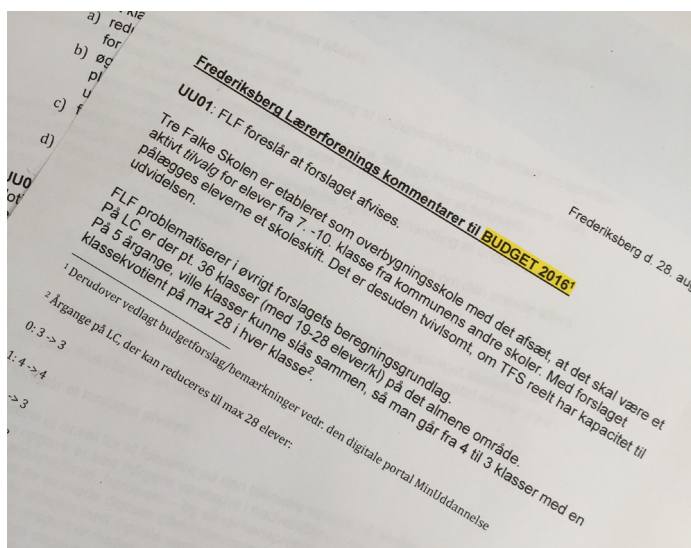 a) redu
for
b) øg
pl
u
c) f
d)
UU0
Frederiksberg d. 28. aug
Frederiksberg Lærerforenings kommentarer til BUDGET 2016¹
UU01: FLF foreslår at forslaget afvises.
Tre Falke Skolen er etableret som overbygningsskole med det afsæt, at det skal være et
aktivt tilvalg for elever fra 7. -10. klasse fra kommunens andre skoler. Med forslaget
pålægges eleverne et skoleskift. Det er desuden tvivlsomt, om TFS reelt har kapacitet til
udvidelsen.
FLF problematiserer i øvrigt forslagets beregningsgrundlag.
På LC er der pt. 36 klasser (med 19-28 elever/kl) på det almene område.
På 5 årgange, ville klasser kunne slås sammen, så man går fra 4 til 3 klasser med en
klassekvotient på max 28 i hver klasse².
¹ Derudover vedlagt budgetforslag/bemærkninger vedr. den digitale portal MinUddannelse
² Årgange på LC, der kan reduceres til max 28 elever:
0: 3 -> 3
1: 4 -> 4
-> 3